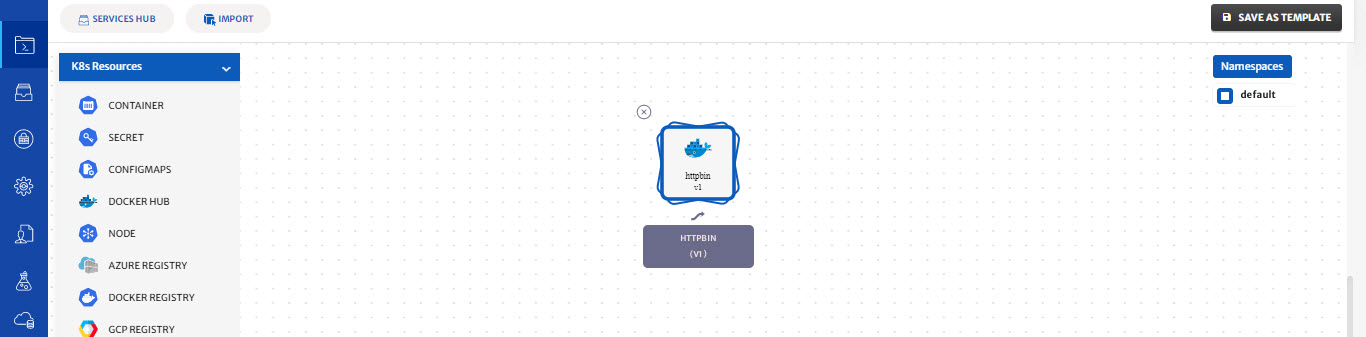 SERVICES HUB
IMPORT
SAVE AS TEMPLATE
K8s Resources
CONTAINER
SECRET
CONFIGMAPS
DOCKER HUB
NODE
AZURE REGISTRY
DOCKER REGISTRY
GCP REGISTRY
httpbin
v1
HTTPBIN
(V1)
Namespaces
default